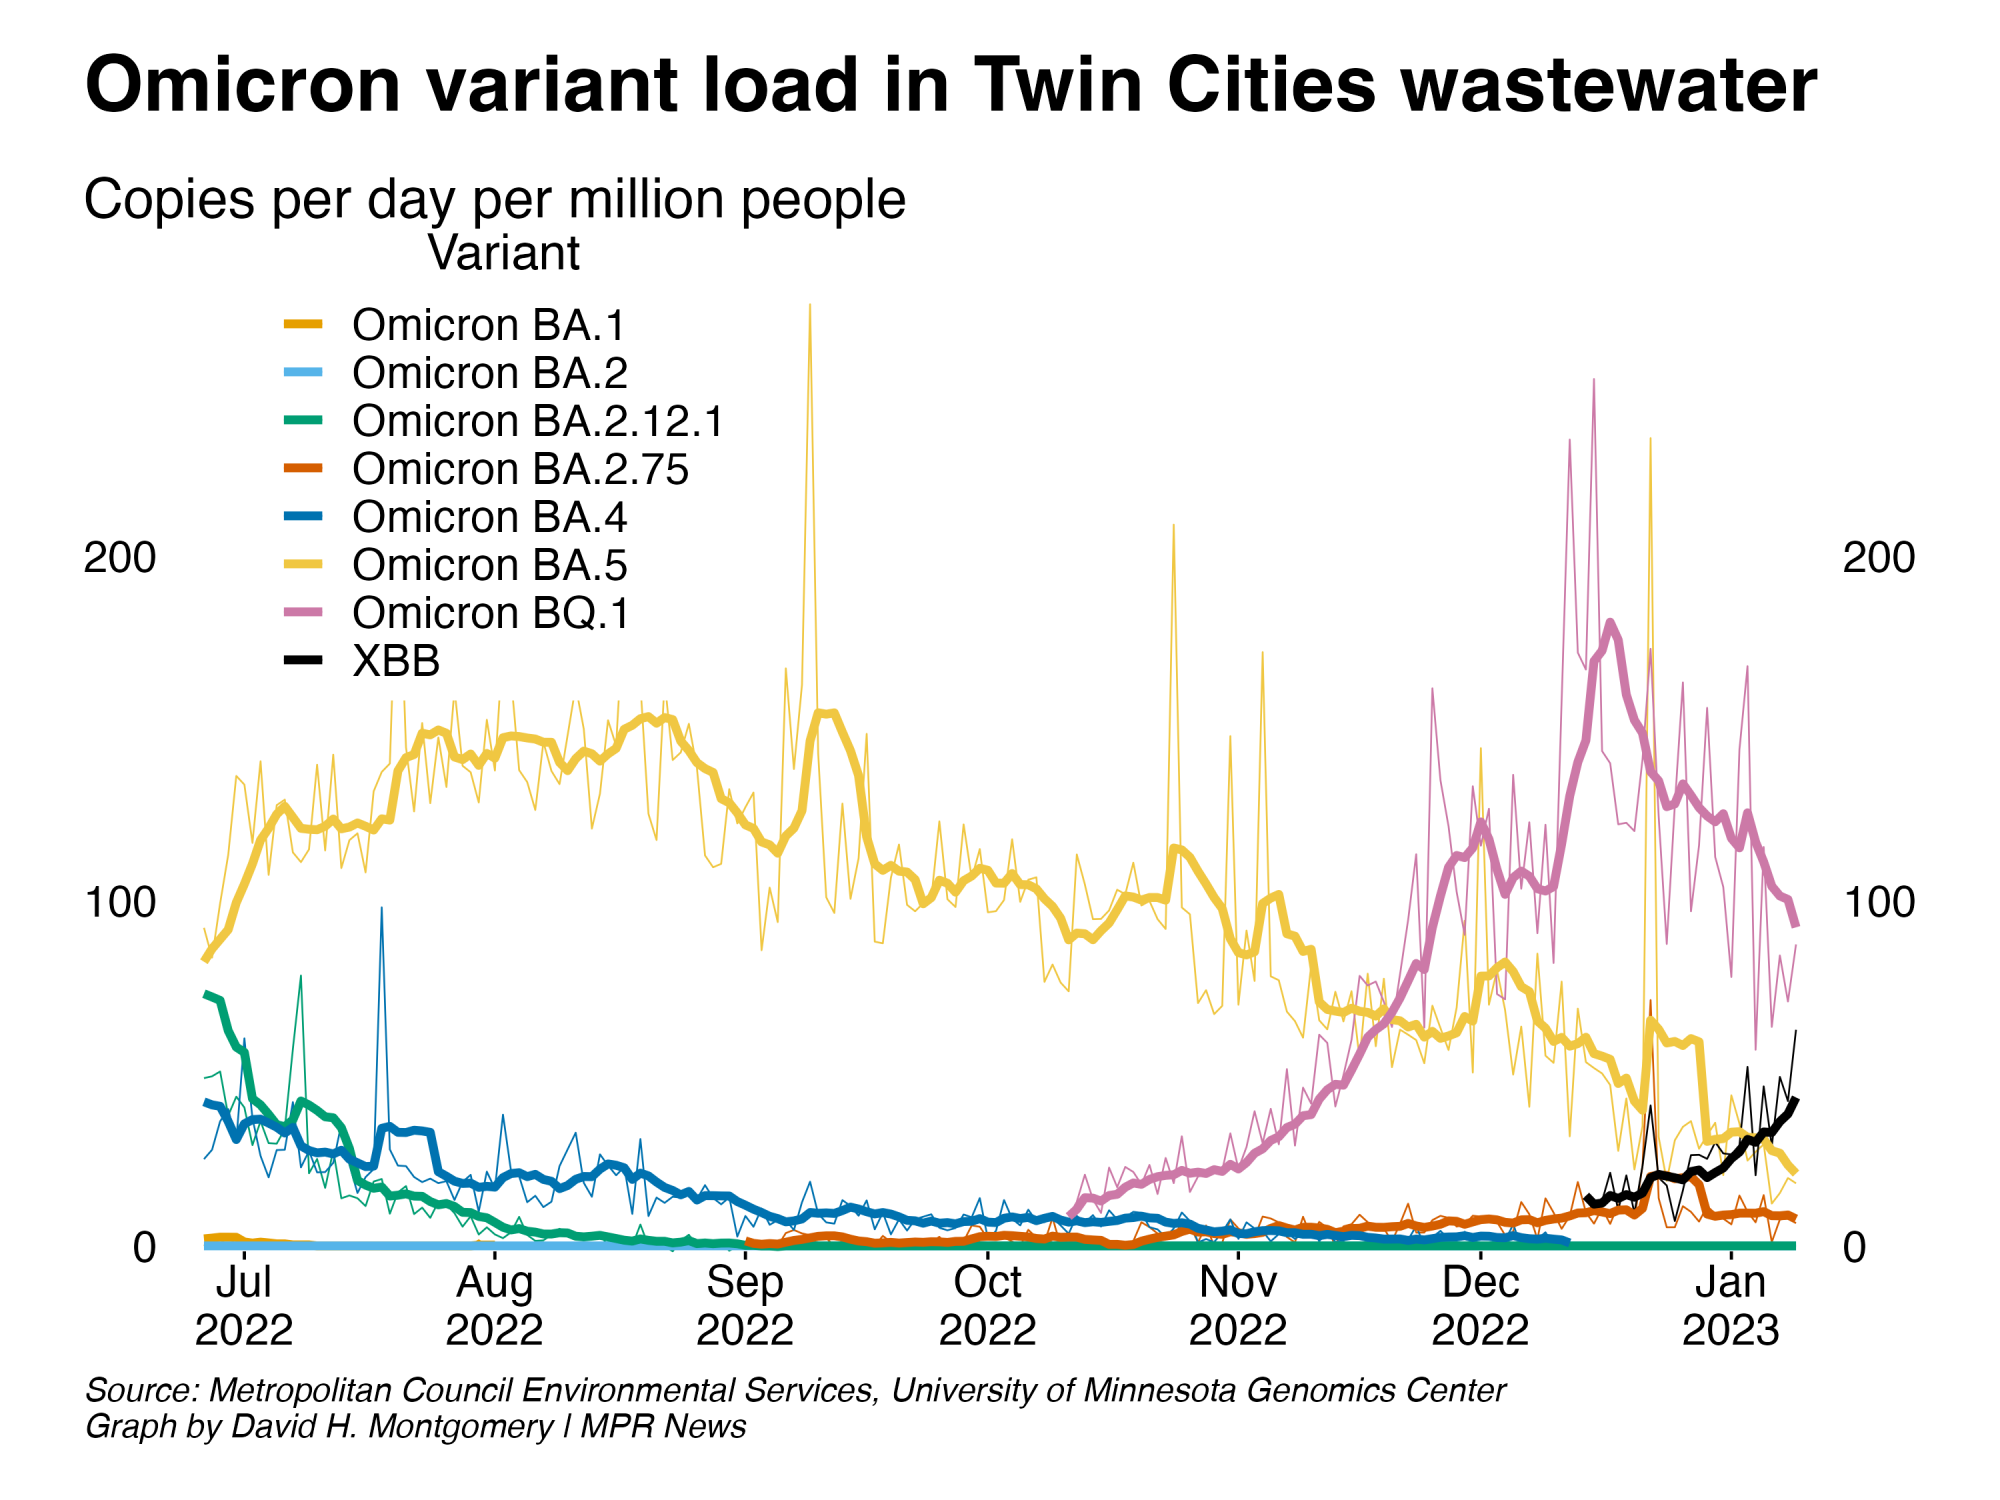 Omicron variant load in Twin Cities wastewater
Copies per day per million people
Variant
Omicron BA.1
Omicron BA.2
Omicron BA.2.12.1
Omicron BA.2.75
Omicron BA.4
Omicron BA.5
Omicron BQ.1
XBB
200 200
100 100
0 0
Jul Aug Sep Oct Nov Dec Jan
2022 2022 2022 2022 2022 2022 2023
Source: Metropolitan Council Environmental Services, University of Minnesota Genomics Center
Graph by David H. Montgomery | MPR News